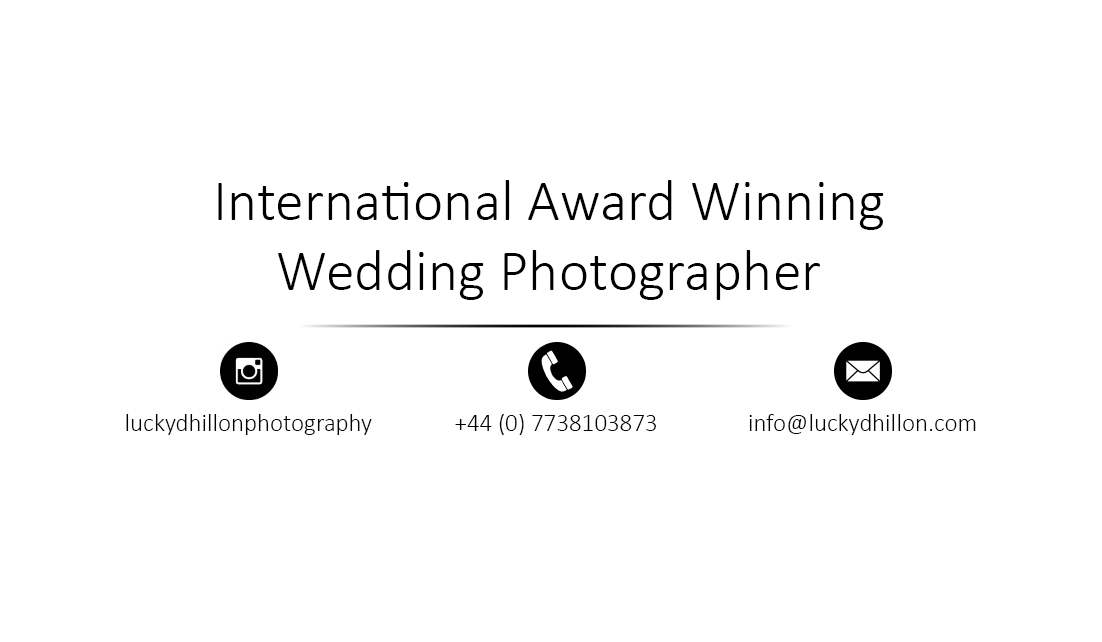 International Award Winning
Wedding Photographer
luckydhillonphotography
+44 (0) 7738103873
info@luckydhillon.com